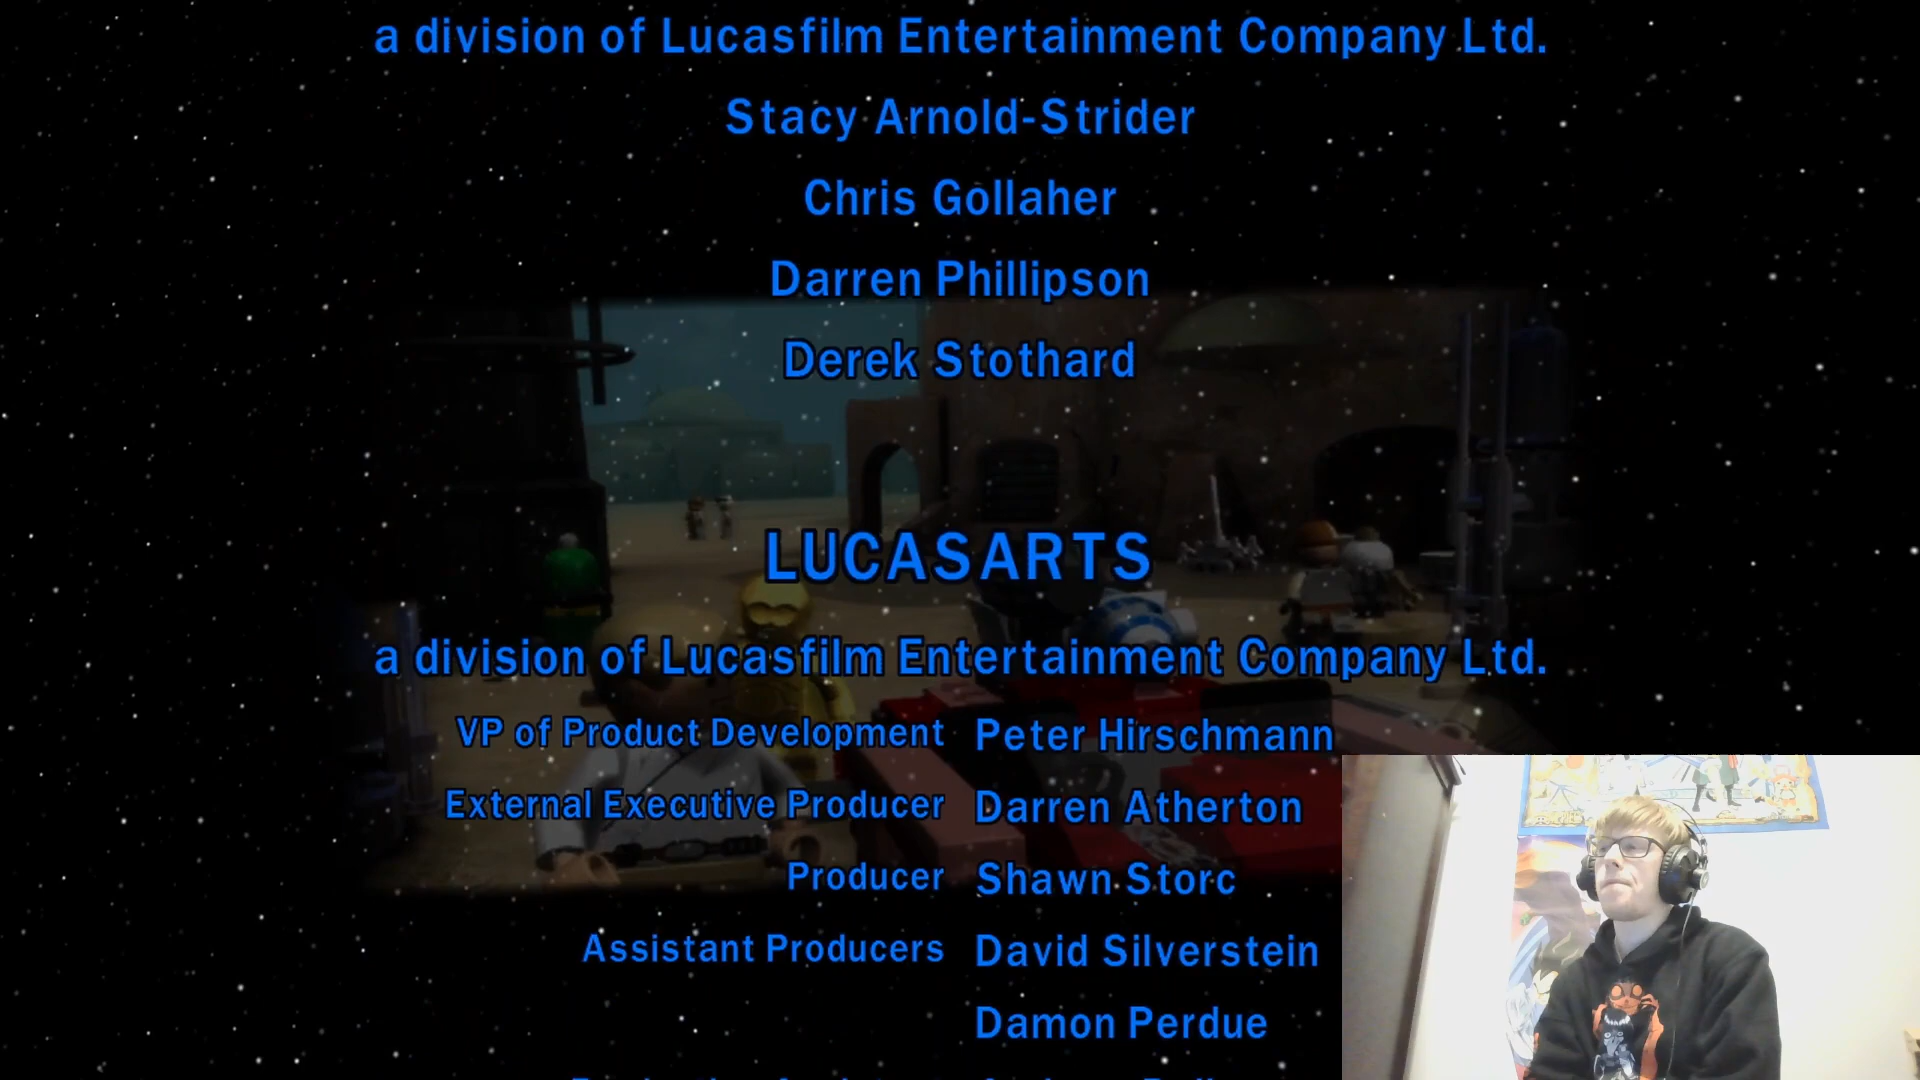 a division of Lucasfilm Entertainment Company Ltd.
Stacy Arnold-Strider
Chris Gollaher
Darren Phillipson
Derek Stothard
LUCASARTS
a division of Lucasfilm Entertainment Company Ltd.
VP of Product Development Peter Hirschmann
External Executive Producer Darren Atherton
Producer Shawn Storc
Assistant Producers David Silverstein
Damon Perdue